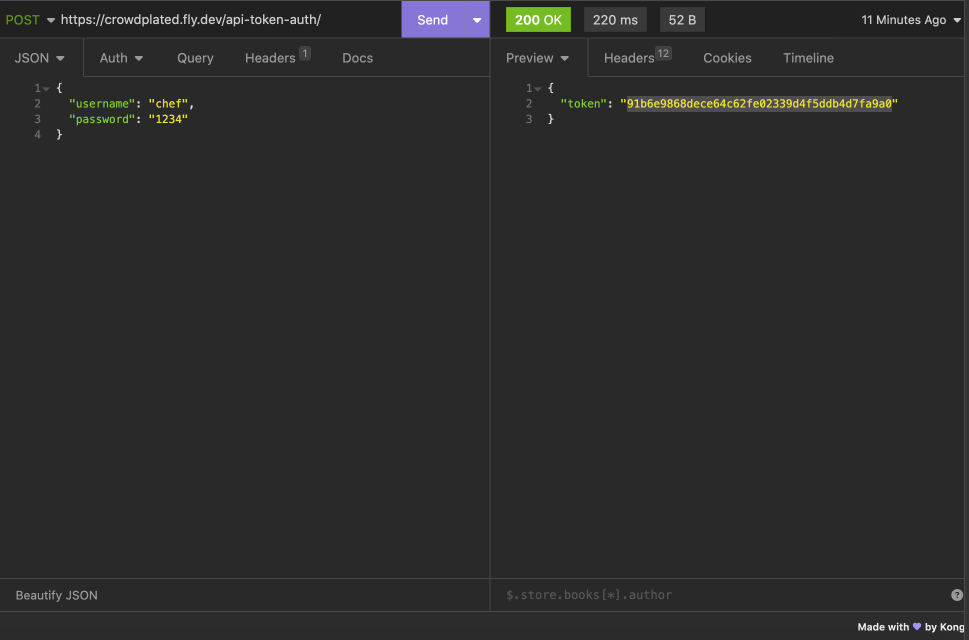 POST https://crowdplated.fly.dev/api-token-auth/ Send 200 OK 220 ms 52 B 11 Minutes Ago
JSON Auth Query Headers 1 Docs Preview Headers 12 Cookies Timeline
1 {
2 "username": "chef",
3 "password": "1234"
4 }
1 {
2 "token": "91b6e9868dece64c62fe02339d4f5ddb4d7fa9a0"
3 }
Beautify JSON $.store.books[*].author ?
Made with 💜 by Kong